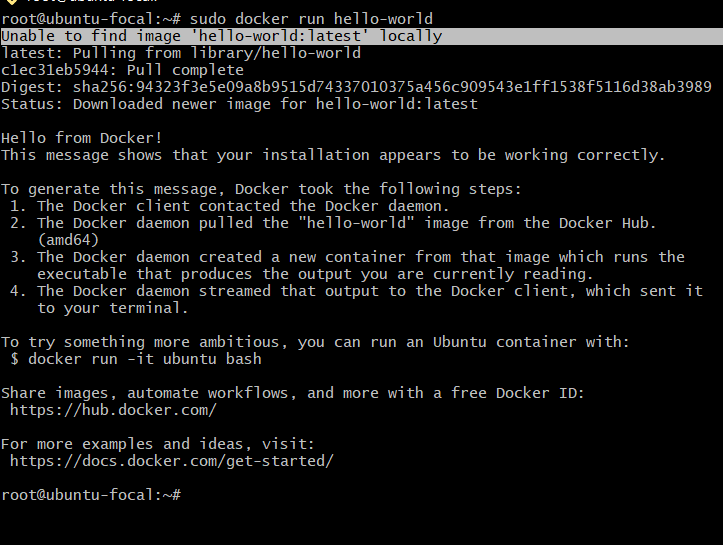 root@ubuntu-focal:~# sudo docker run hello-world
Unable to find image 'hello-world:latest' locally
latest: Pulling from library/hello-world
c1ec31eb5944: Pull complete
Digest: sha256:94323f3e5e09a8b9515d74337010375a456c909543e1ff1538f5116d38ab3989
Status: Downloaded newer image for hello-world:latest

Hello from Docker!
This message shows that your installation appears to be working correctly.

To generate this message, Docker took the following steps:
 1. The Docker client contacted the Docker daemon.
 2. The Docker daemon pulled the "hello-world" image from the Docker Hub.
    (amd64)
 3. The Docker daemon created a new container from that image which runs the
    executable that produces the output you are currently reading.
 4. The Docker daemon streamed that output to the Docker client, which sent it
    to your terminal.

To try something more ambitious, you can run an Ubuntu container with:
 $ docker run -it ubuntu bash

Share images, automate workflows, and more with a free Docker ID:
 https://hub.docker.com/

For more examples and ideas, visit:
 https://docs.docker.com/get-started/

root@ubuntu-focal:~#